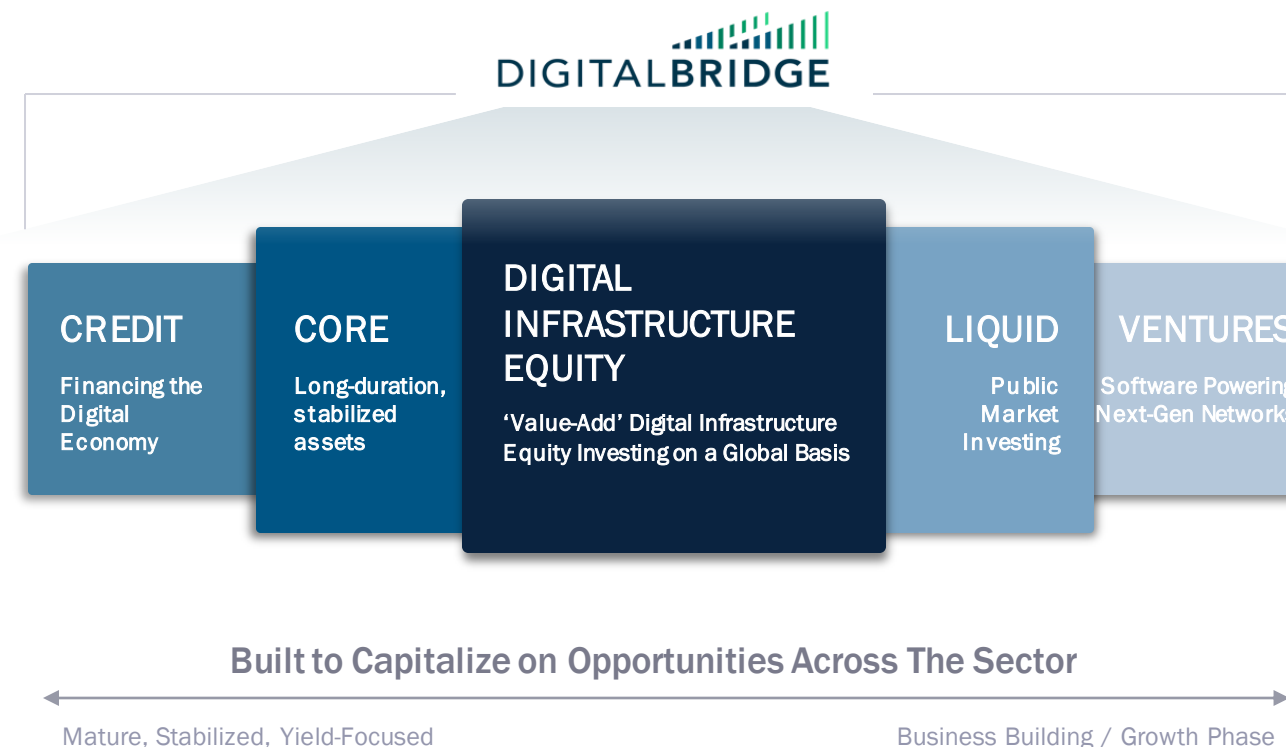 DIGITALBRIDGE
CREDIT
Financing the
Digital
Economy
CORE
Long-duration,
stabilized
assets
DIGITAL
INFRASTRUCTURE
EQUITY
‘Value-Add’ Digital Infrastructure
Equity Investing on a Global Basis
LIQUID
Public
Market
Investing
VENTURES
Software Powering
Next-Gen Networks
Built to Capitalize on Opportunities Across The Sector
Mature, Stabilized, Yield-Focused
Business Building / Growth Phase